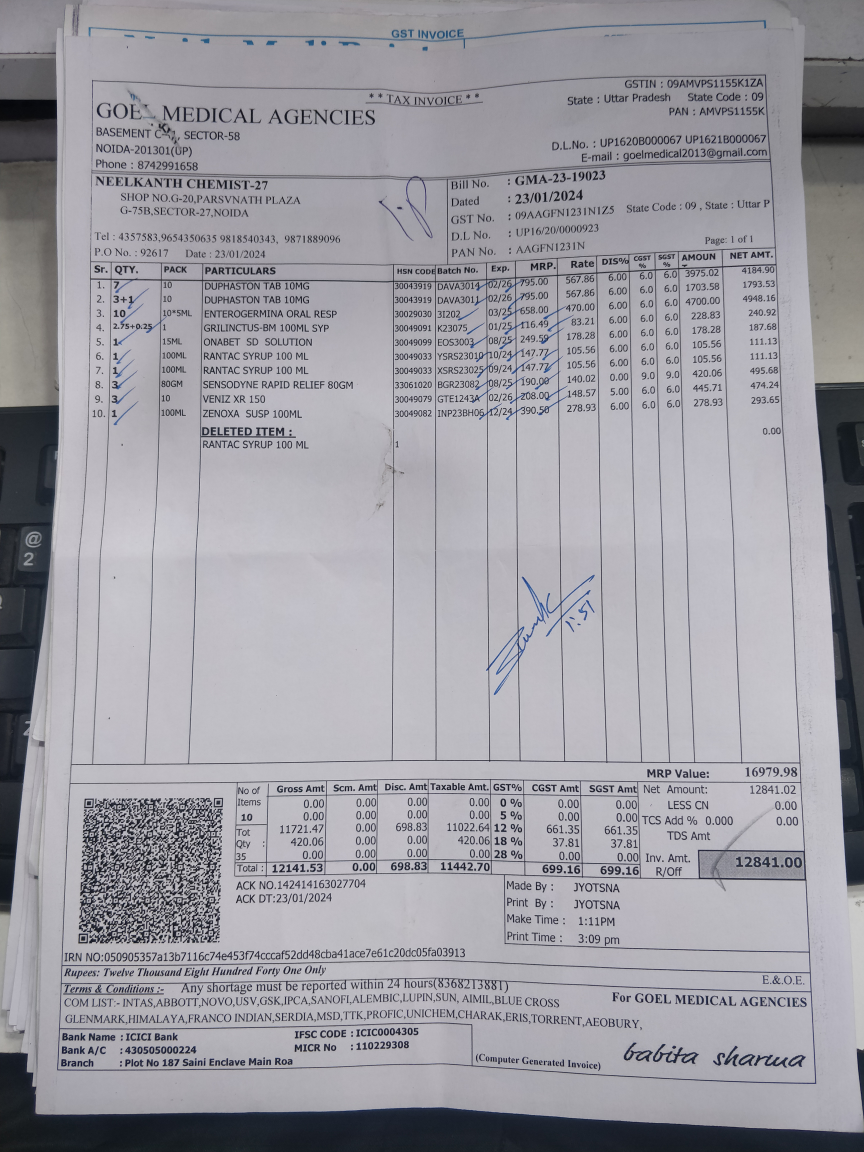 GST INVOICE
** TAX INVOICE **
GSTIN : 09AMVPS1155K1ZA
State : Uttar Pradesh State Code : 09
PAN : AMVPS1155K
GOEL MEDICAL AGENCIES
BASEMENT SECTOR-58
NOIDA-201301(UP)
Phone : 8742991658
D.L.No. : UP1620B000067 UP1621B000067
E-mail : goelmedical2013@gmail.com
NEELKANTH CHEMIST-27
SHOP NO.G-20,PARSVNATH PLAZA
G-75B,SECTOR-27,NOIDA
Tel : 4357583,9654350635 9818540343, 9871889096
P.O No. : 92617 Date : 23/01/2024
Bill No. : GMA-23-19023
Dated : 23/01/2024
GST No. : 09AAGFN1231N1Z5 State Code : 09 , State : Uttar P
D.L No. : UP16/20/0000923
PAN No. : AAGFN1231N
Page: 1 of 1
Sr. QTY. PACK PARTICULARS HSN CODE Batch No. Exp. MRP. Rate DIS% CGST % SGST % AMOUNT NET AMT.
1. 7 10 DUPHASTON TAB 10MG 30043919 DAVA3014 02/26 795.00 567.86 6.00 6.0 6.0 3975.02 4184.90
2. 3+1 10 DUPHASTON TAB 10MG 30043919 DAVA3011 02/26 795.00 567.86 6.00 6.0 6.0 1703.58 1793.53
3. 10 10*5ML ENTEROGERMINA ORAL RESP 30029030 3I202 03/25 658.00 470.00 6.00 6.0 6.0 4700.00 4948.16
4. 2.75+0.25 1 GRILINCTUS-BM 100ML SYP 30049091 K23075 01/25 116.49 83.21 6.00 6.0 6.0 228.83 240.92
5. 1 15ML ONABET SD SOLUTION 30049099 EOS3003 08/25 249.59 178.28 6.00 6.0 6.0 178.28 187.68
6. 1 100ML RANTAC SYRUP 100 ML 30049033 YSRS23010 10/24 147.77 105.56 6.00 6.0 6.0 105.56 111.13
7. 1 100ML RANTAC SYRUP 100 ML 30049033 XSRS23025 09/24 147.77 105.56 6.00 6.0 6.0 105.56 111.13
8. 3 80GM SENSODYNE RAPID RELIEF 80GM 33061020 BGR23082 08/25 190.00 140.02 0.00 9.0 9.0 420.06 495.68
9. 3 10 VENIZ XR 150 30049079 GTE1243A 02/26 208.00 148.57 5.00 6.0 6.0 445.71 474.24
10. 1 100ML ZENOXA SUSP 100ML 30049082 INP23BH06 12/24 390.50 278.93 6.00 6.0 6.0 278.93 293.65
DELETED ITEM :
RANTAC SYRUP 100 ML 1 0.00
1:51
MRP Value: 16979.98
No of Items 10 Tot Qty : 35
Gross Amt Scm. Amt Disc. Amt Taxable Amt. GST% CGST Amt SGST Amt
0.00 0.00 0.00 0.00 0 % 0.00 0.00
0.00 0.00 0.00 0.00 5 % 0.00 0.00
11721.47 0.00 698.83 11022.64 12 % 661.35 661.35
420.06 0.00 0.00 420.06 18 % 37.81 37.81
0.00 0.00 0.00 0.00 28 % 0.00 0.00
Total : 12141.53 0.00 698.83 11442.70 699.16 699.16
Net Amount: 12841.02
LESS CN 0.00
TCS Add % 0.000 0.00
TDS Amt
Inv. Amt. R/Off 12841.00
ACK NO.142414163027704
ACK DT:23/01/2024
Made By : JYOTSNA
Print By : JYOTSNA
Make Time : 1:11PM
Print Time : 3:09 pm
IRN NO:050905357a13b7116c74e453f74cccaf52dd48cba41ace7e61c20dc05fa03913
Rupees: Twelve Thousand Eight Hundred Forty One Only
E.&O.E.
Terms & Conditions :- Any shortage must be reported within 24 hours(8368213881)
COM LIST:- INTAS,ABBOTT,NOVO,USV,GSK,IPCA,SANOFI,ALEMBIC,LUPIN,SUN, AIMIL,BLUE CROSS
GLENMARK,HIMALAYA,FRANCO INDIAN,SERDIA,MSD,TTK,PROFIC,UNICHEM,CHARAK,ERIS,TORRENT,AEOBURY,
For GOEL MEDICAL AGENCIES
Bank Name : ICICI Bank IFSC CODE : ICIC0004305
Bank A/C : 430505000224 MICR No : 110229308
Branch : Plot No 187 Saini Enclave Main Roa
(Computer Generated Invoice)
babita sharma